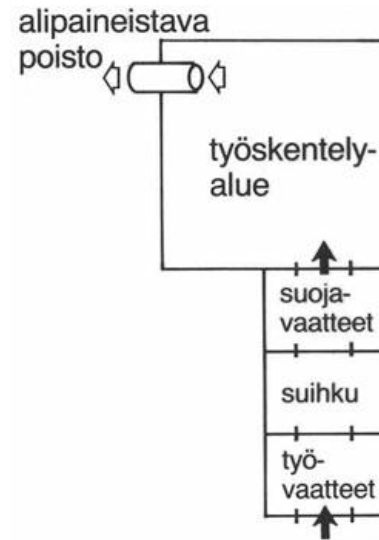 alipaineistava
poisto
työskentely-
alue
suoja-
vaatteet
suihku
työ-
vaatteet